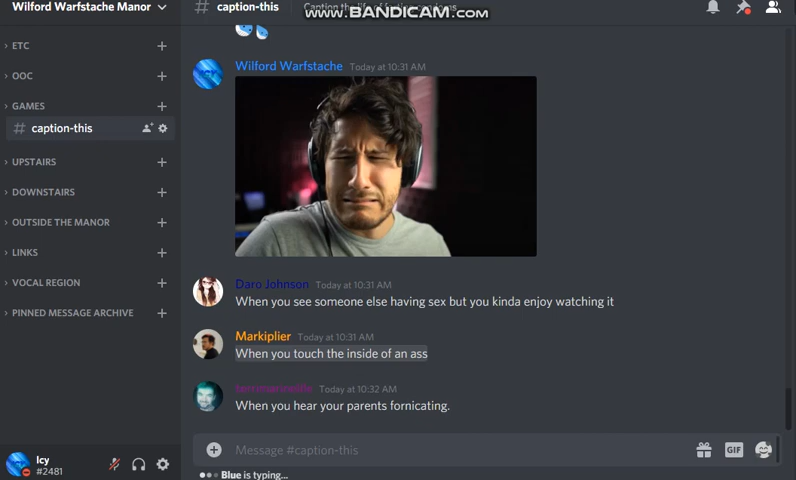 Wilford Warfstache Manor
# caption-this
WWW.BANDICAM.COM
ETC
OOC
GAMES
# caption-this
UPSTAIRS
DOWNSTAIRS
OUTSIDE THE MANOR
LINKS
VOCAL REGION
PINNED MESSAGE ARCHIVE
Icy
#2481
Wilford Warfstache Today at 10:31 AM
Daro Johnson Today at 10:31 AM
When you see someone else having sex but you kinda enjoy watching it
Markiplier Today at 10:31 AM
When you touch the inside of an ass
Today at 10:32 AM
When you hear your parents fornicating.
Message #caption-this
GIF
Blue is typing...